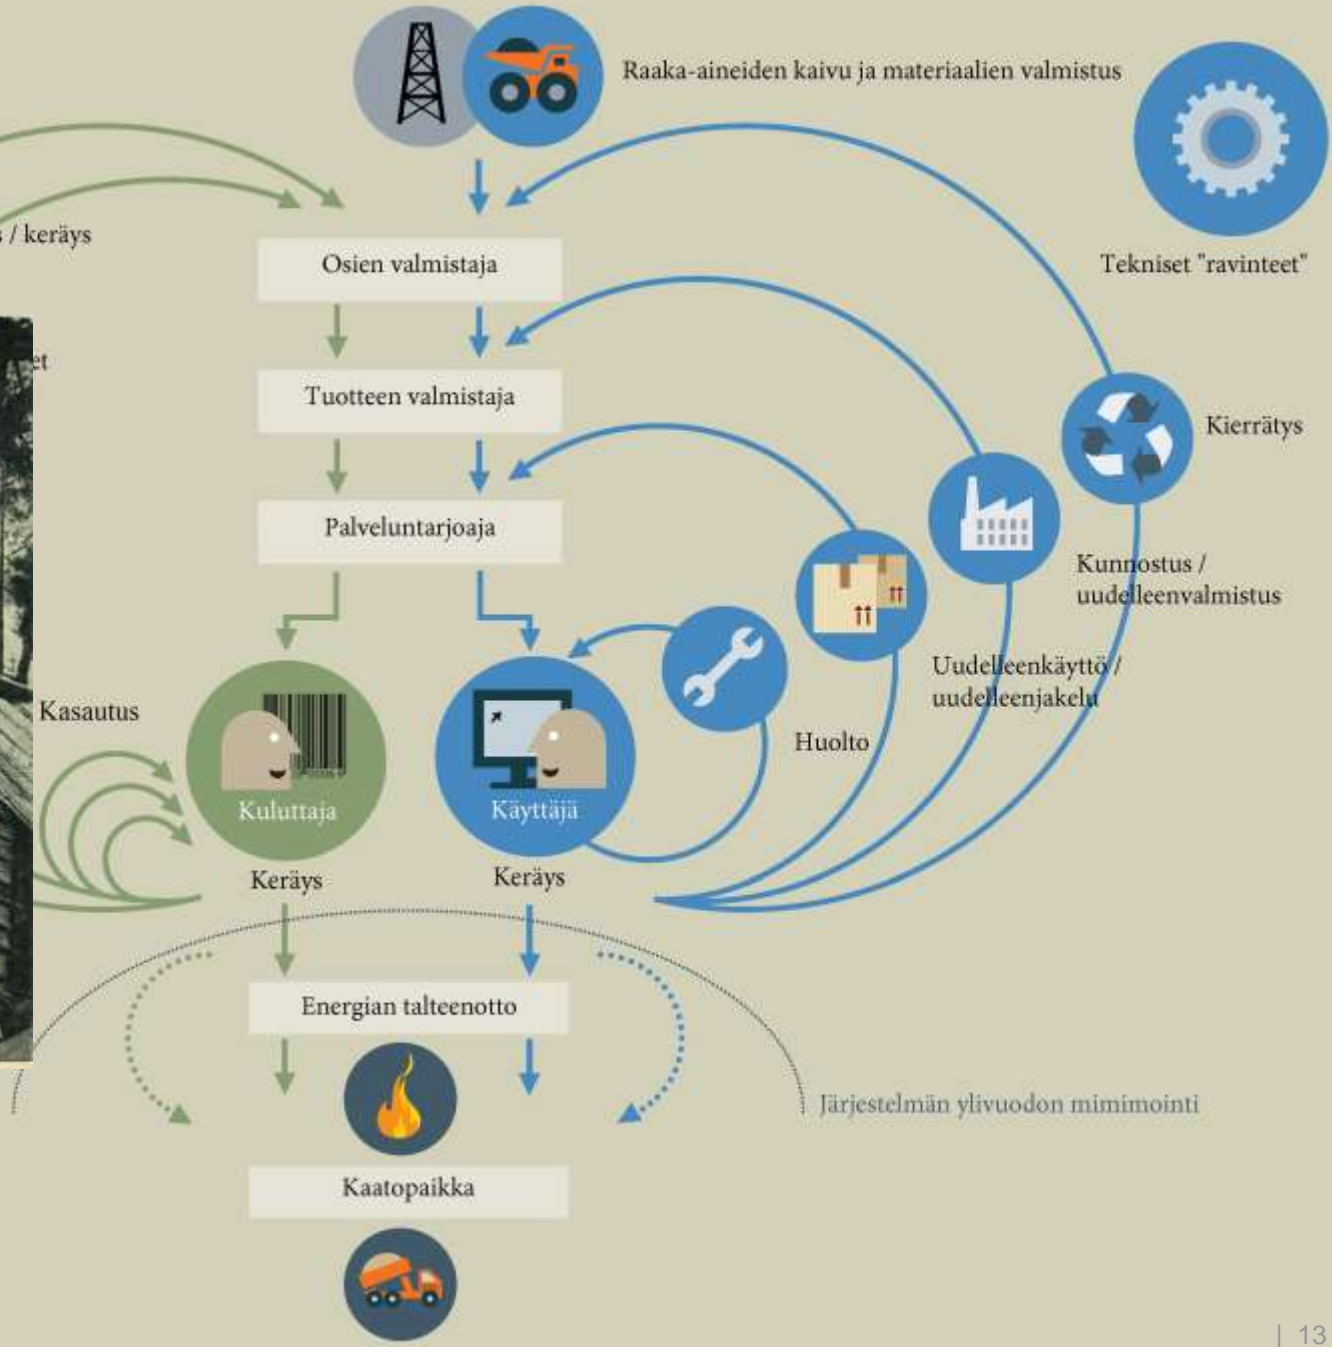 Raaka-aineiden kaivu ja materiaalien valmistus
/ keräys
Osien valmistaja
Tekniset "ravinteet"
et
Tuotteen valmistaja
Kierrätys
Palveluntarjoaja
Kunnostus /
uudelleenvalmistus
Uudelleenkäyttö /
uudelleenjakelu
Kasautus
Huolto
Kuluttaja
Käyttäjä
Keräys
Keräys
Energian talteenotto
Järjestelmän ylivuodon mimimointi
Kaatopaikka
| 13